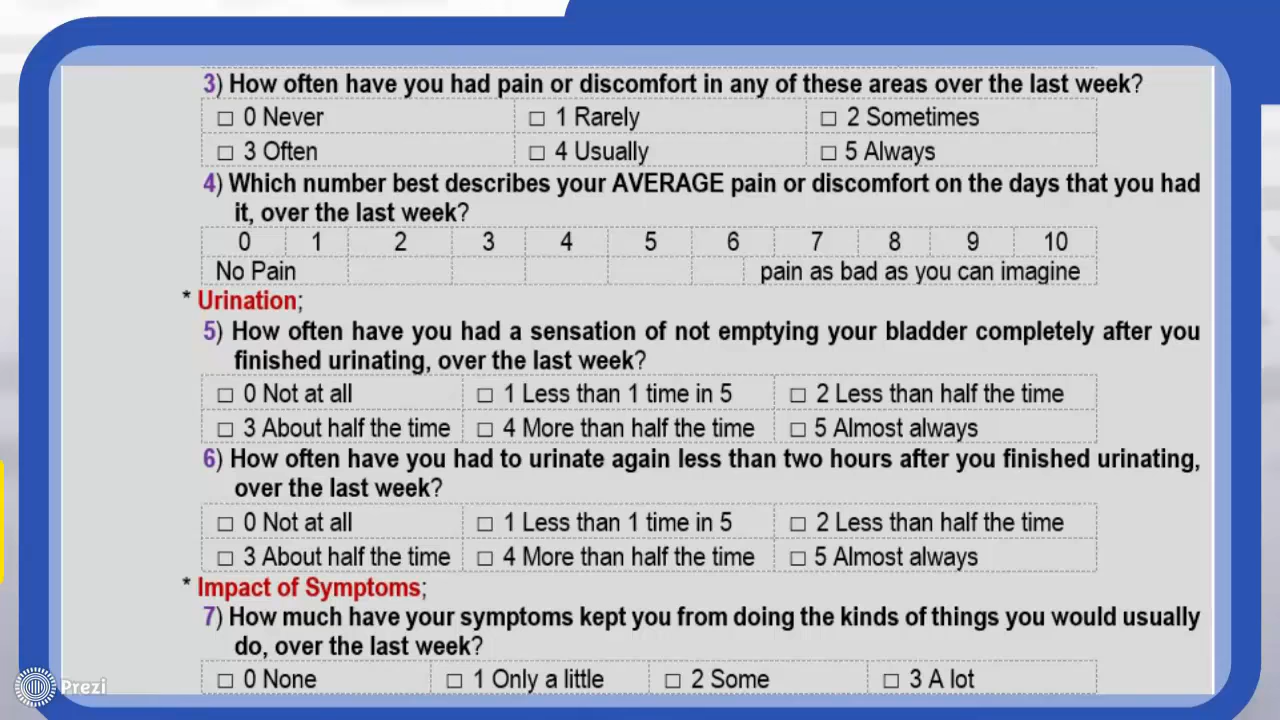 3) How often have you had pain or discomfort in any of these areas over the last week?
☐ 0 Never ☐ 1 Rarely ☐ 2 Sometimes
☐ 3 Often ☐ 4 Usually ☐ 5 Always
4) Which number best describes your AVERAGE pain or discomfort on the days that you had
it, over the last week?
0 1 2 3 4 5 6 7 8 9 10
No Pain pain as bad as you can imagine
* Urination;
5) How often have you had a sensation of not emptying your bladder completely after you
finished urinating, over the last week?
☐ 0 Not at all ☐ 1 Less than 1 time in 5 ☐ 2 Less than half the time
☐ 3 About half the time ☐ 4 More than half the time ☐ 5 Almost always
6) How often have you had to urinate again less than two hours after you finished urinating,
over the last week?
☐ 0 Not at all ☐ 1 Less than 1 time in 5 ☐ 2 Less than half the time
☐ 3 About half the time ☐ 4 More than half the time ☐ 5 Almost always
* Impact of Symptoms;
7) How much have your symptoms kept you from doing the kinds of things you would usually
do, over the last week?
☐ 0 None ☐ 1 Only a little ☐ 2 Some ☐ 3 A lot
Prezi